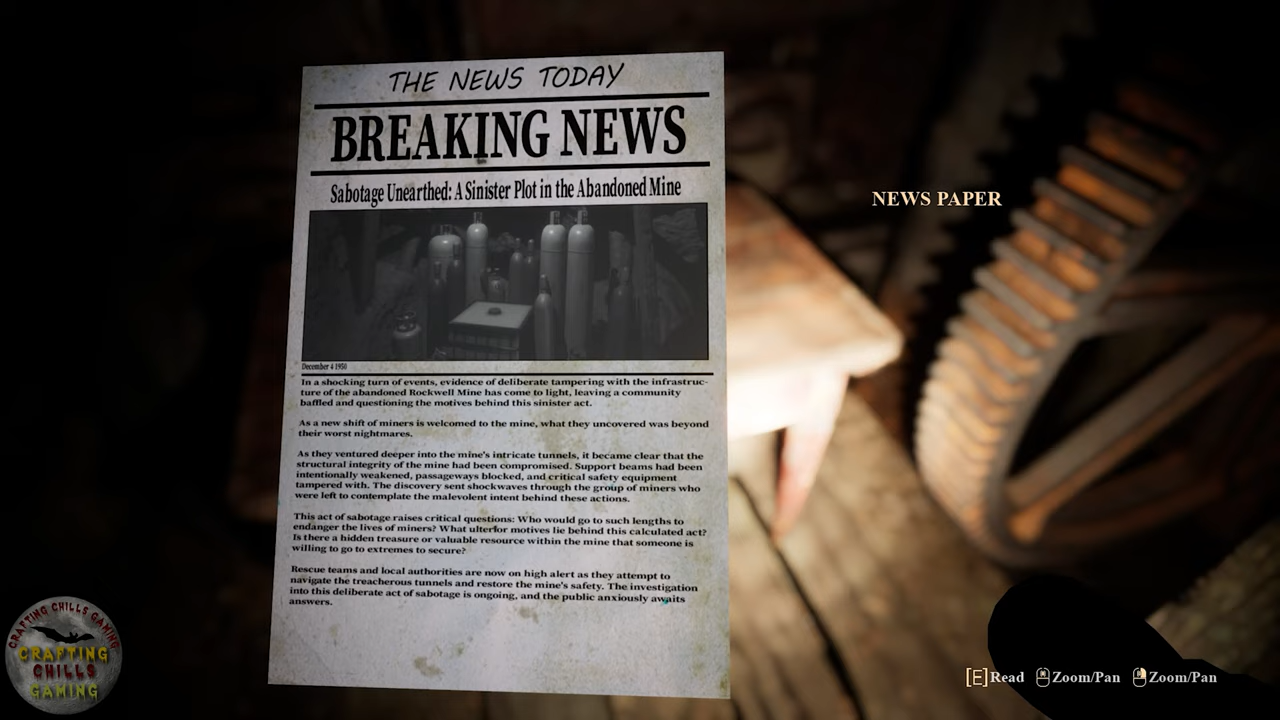 THE NEWS TODAY
BREAKING NEWS
Sabotage Unearthed: A Sinister Plot in the Abandoned Mine
NEWS PAPER
December 4 1950
In a shocking turn of events, evidence of deliberate tampering with the infrastruc-
ture of the abandoned Rockwell Mine has come to light, leaving a community
baffled and questioning the motives behind this sinister act.
As a new shift of miners is welcomed to the mine, what they uncovered was beyond
their worst nightmares.
As they ventured deeper into the mine's intricate tunnels, it became clear that the
structural integrity of the mine had been compromised. Support beams had been
intentionally weakened, passageways blocked, and critical safety equipment
tampered with. The discovery sent shockwaves through the group of miners who
were left to contemplate the malevolent intent behind these actions.
This act of sabotage raises critical questions: Who would go to such lengths to
endanger the lives of miners? What ulterior motives lie behind this calculated act?
Is there a hidden treasure or valuable resource within the mine that someone is
willing to go to extremes to secure?
Rescue teams and local authorities are now on high alert as they attempt to
navigate the treacherous tunnels and restore the mine's safety. The investigation
into this deliberate act of sabotage is ongoing, and the public anxiously awaits
answers.
CRAFTING CHILLS GAMING
CRAFTING
CHILLS
GAMING
[E]Read Zoom/Pan Zoom/Pan